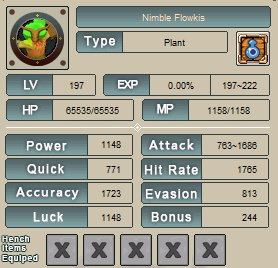 Nimble Flowkis
Type Plant
LV 197 EXP 0.00% 197~222
HP 65535/65535 MP 1158/1158
Power 1148 Attack 763~1686
Quick 771 Hit Rate 1765
Accuracy 1723 Evasion 813
Luck 1148 Bonus 244
Hench
Items
Equiped X X X X X